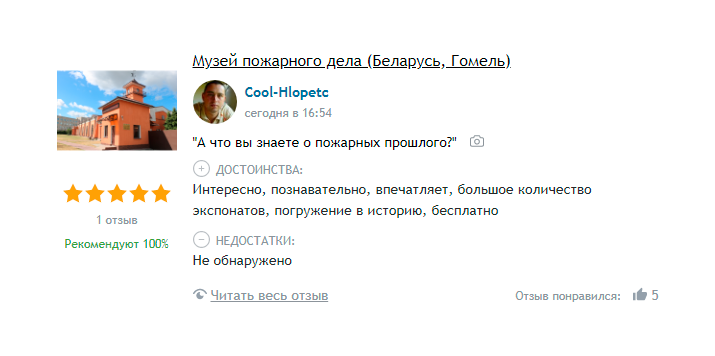 Музей пожарного дела (Беларусь, Гомель)
Cool-Hlopetc
сегодня в 16:54
"А что вы знаете о пожарных прошлого?"
ДОСТОИНСТВА:
Интересно, познавательно, впечатляет, большое количество
экспонатов, погружение в историю, бесплатно
1 отзыв
Рекомендуют 100%
НЕДОСТАТКИ:
Не обнаружено
Читать весь отзыв
Отзыв понравился: 5